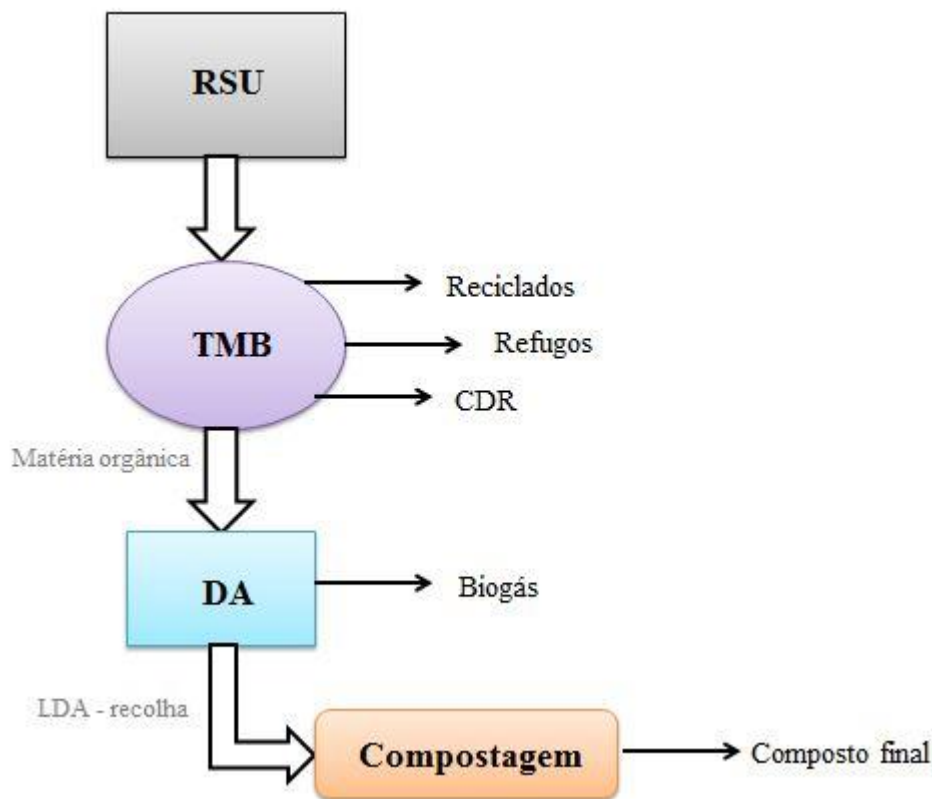 RSU
Reciclados
TMB
Refugos
CDR
Matéria orgânica
DA
Biogás
LDA - recolha
Compostagem
Composto final